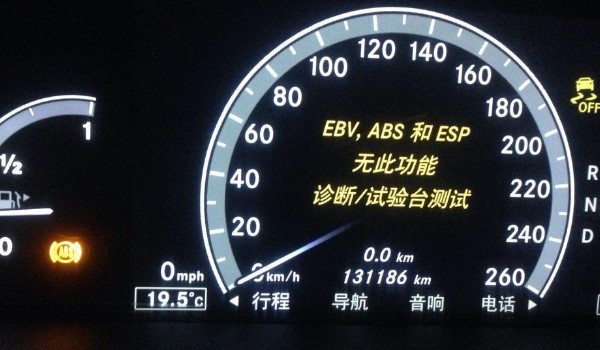 120 140
100 160
80 180
60 200
40 220
20 240
0 km/h 260
EBV, ABS 和 ESP
无此功能
诊断/试验台测试
0.0 km
131186 km
行程 导航 音响 电话
1
½
0
ABS
0 mph
19.5°c
OFF
R
N
D